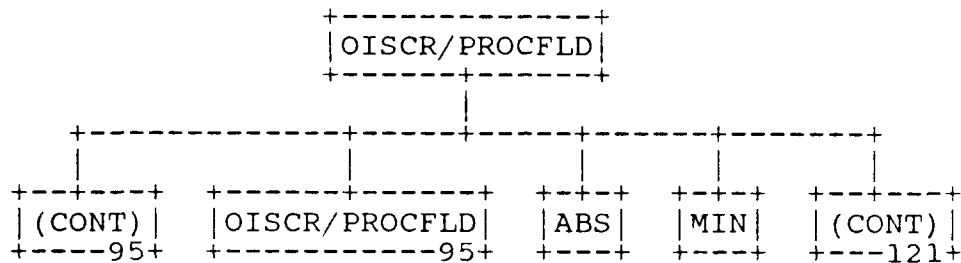 OISCR/PROCFLD
(CONT) OISCR/PROCFLD ABS MIN (CONT)
95 95 121